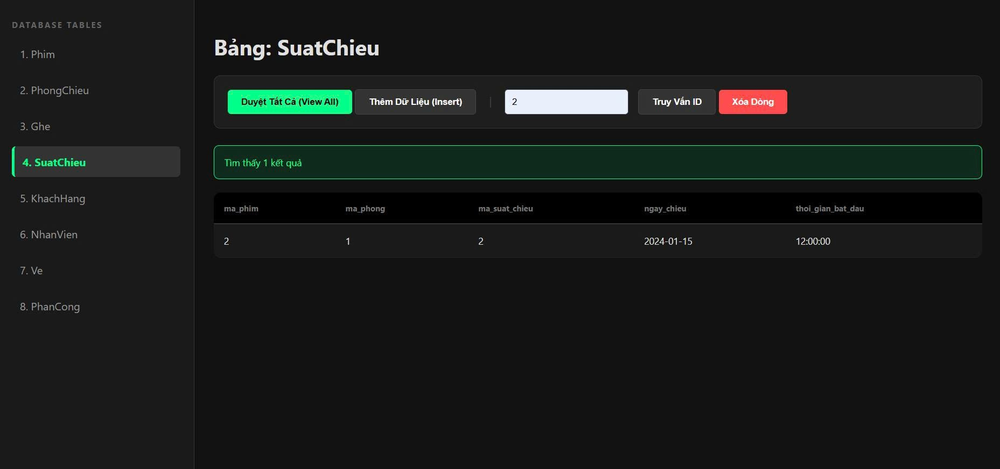 DATABASE TABLES
1. Phim
2. PhongChieu
3. Ghe
4. SuatChieu
5. KhachHang
6. NhanVien
7. Ve
8. PhanCong
Bảng: SuatChieu
Duyệt Tất Cả (View All) Thêm Dữ Liệu (Insert) | 2 Truy Vấn ID Xóa Dòng
Tìm thấy 1 kết quả
ma_phim ma_phong ma_suat_chieu ngay_chieu thoi_gian_bat_dau
2 1 2 2024-01-15 12:00:00